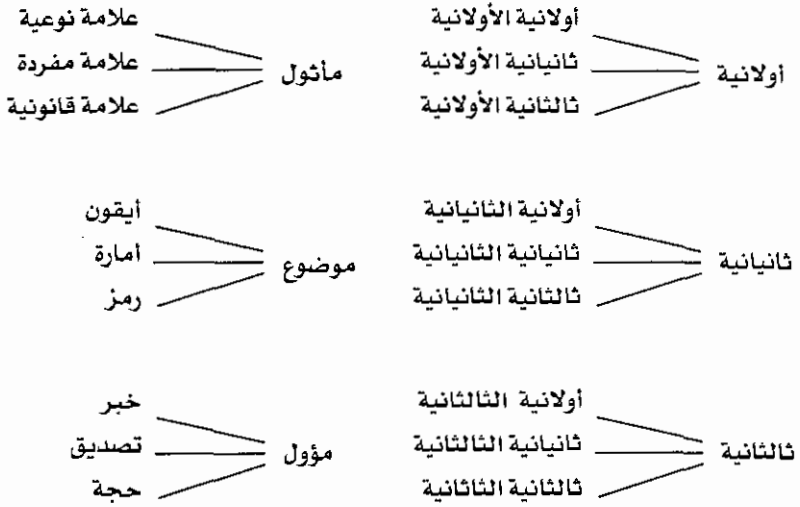 أولانية الأولانية
ثانيانية الأولانية
أولانية
ثالثانية الأولانية
علامة نوعية
علامة مفردة
مأثول
علامة قانونية
أولانية الثانيانية
ثانيانية الثانيانية
ثانيانية
ثالثانية الثانيانية
أيقون
أمارة
موضوع
رمز
أولانية الثالثانية
ثانيانية الثالثانية
ثالثانية
ثالثانية الثاثانية
خبر
تصديق
مؤول
حجة